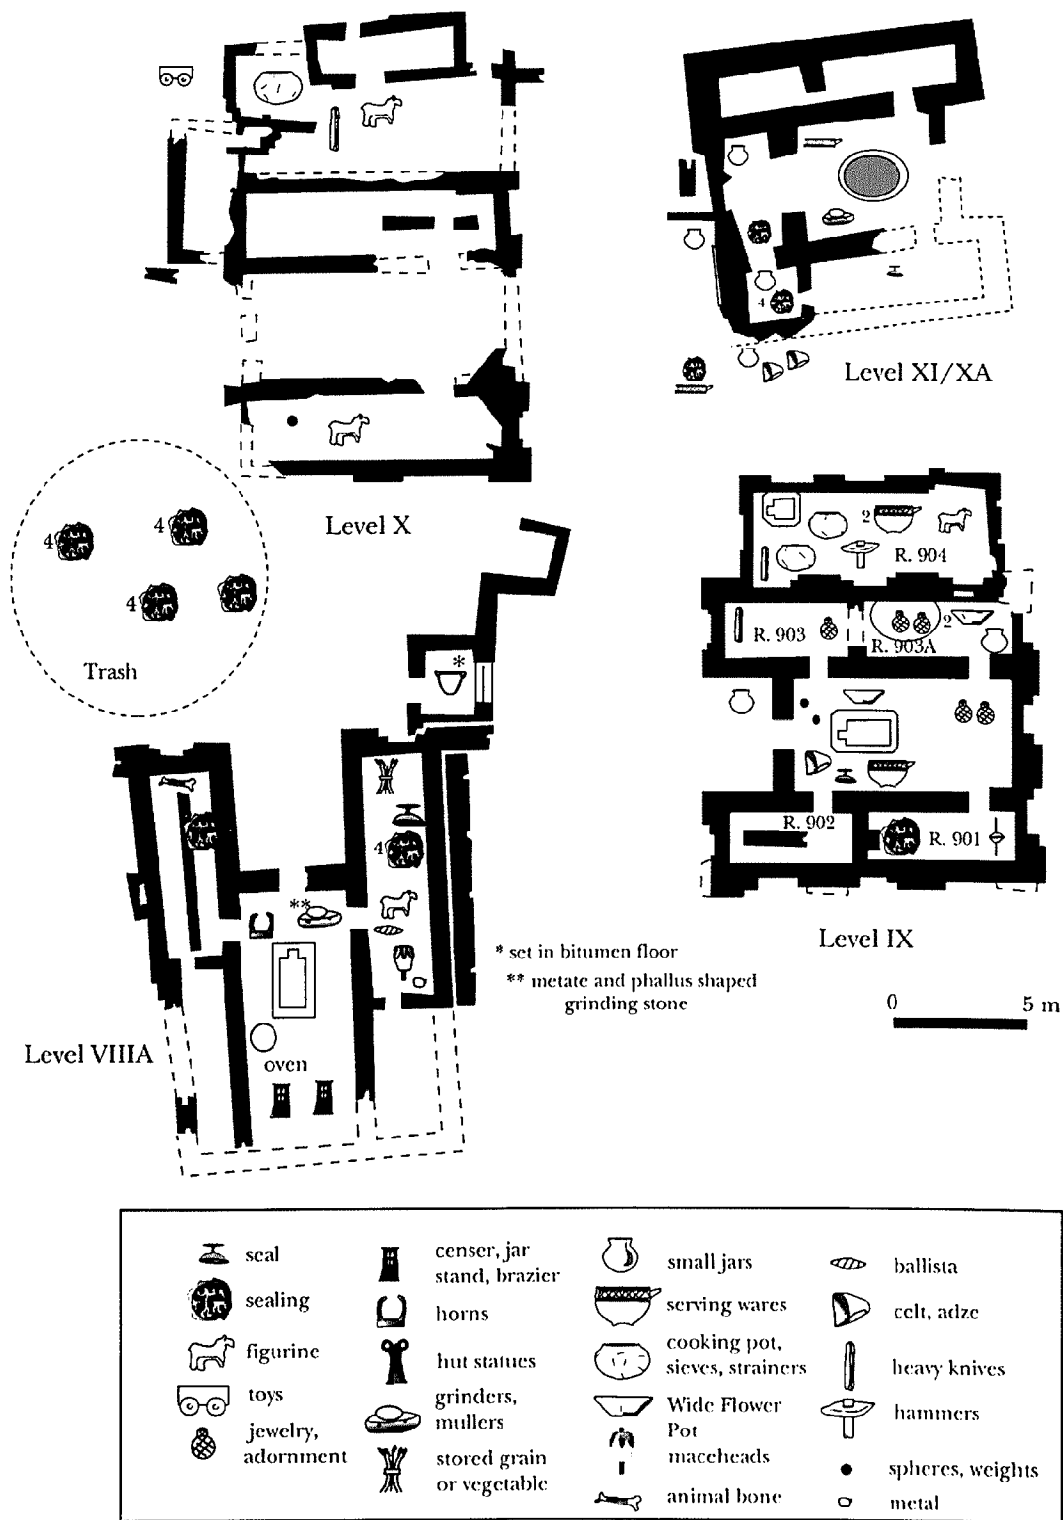 4
Level XI/XA
Level X
4
4
4
Trash
2
R. 904
R. 903
2
R. 903A
R. 902
R. 901
Level IX
*
4
**
* set in bitumen floor
** metate and phallus shaped
grinding stone
0 5 m
Level VIIIA
oven
seal
sealing
figurine
toys
jewelry,
adornment
censer, jar
stand, brazier
horns
hut statues
grinders,
mullers
stored grain
or vegetable
small jars
serving wares
cooking pot,
sieves, strainers
Wide Flower
Pot
maceheads
animal bone
ballista
celt, adze
heavy knives
hammers
spheres, weights
metal